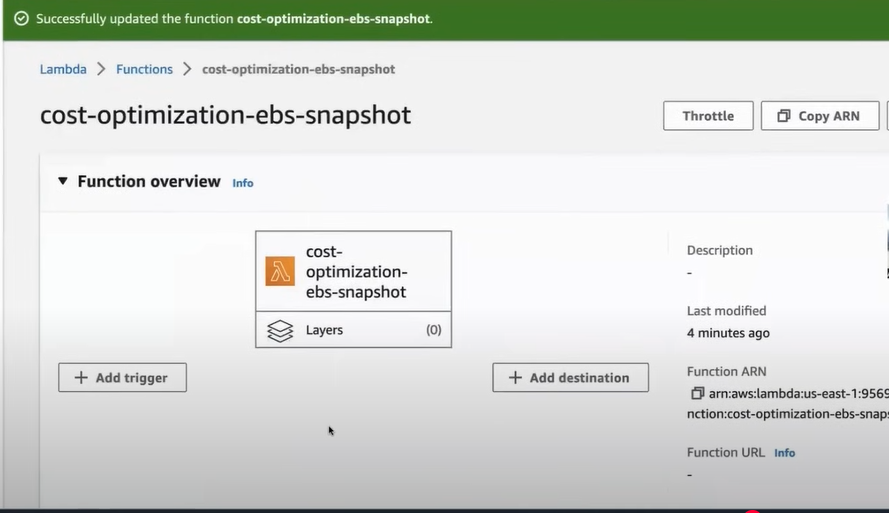 Successfully updated the function cost-optimization-ebs-snapshot.
Lambda > Functions > cost-optimization-ebs-snapshot
cost-optimization-ebs-snapshot
Throttle
Copy ARN
Function overview Info
cost-
optimization-
ebs-snapshot
Layers (0)
+ Add trigger
+ Add destination
Description
-
Last modified
4 minutes ago
Function ARN
arn:aws:lambda:us-east-1:9569
nction:cost-optimization-ebs-snaps
Function URL Info
-